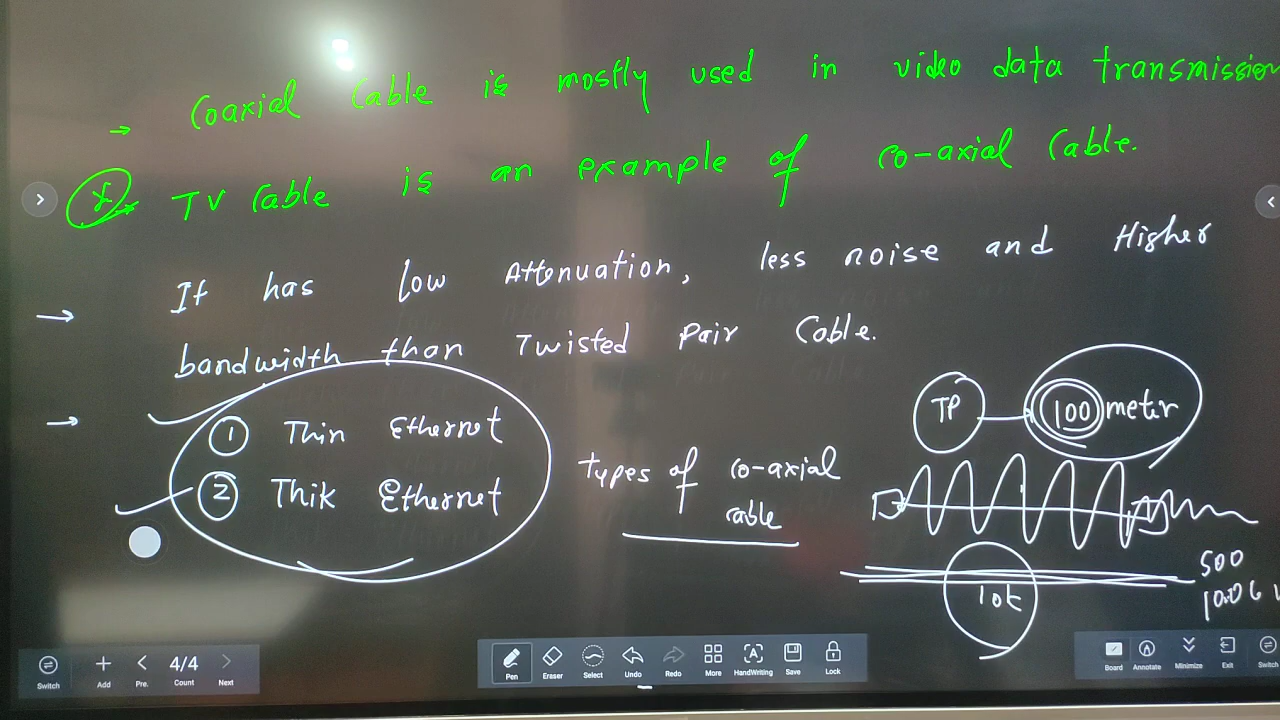 → Coaxial Cable is mostly used in video data transmission
TV Cable is an example of co-axial Cable.
→ It has low Attenuation, less noise and Higher
bandwidth than Twisted Pair Cable.
→ 1 Thin Ethernet
2 Thik Ethernet
types of co-axial
cable
TP 100 meter
500
Switch
Add
Pre.
4/4
Count
Next
Pen
Eraser
Select
Undo
Redo
More
HandWriting
Save
Lock
Board
Annotate
Minimize
Exit
Switch